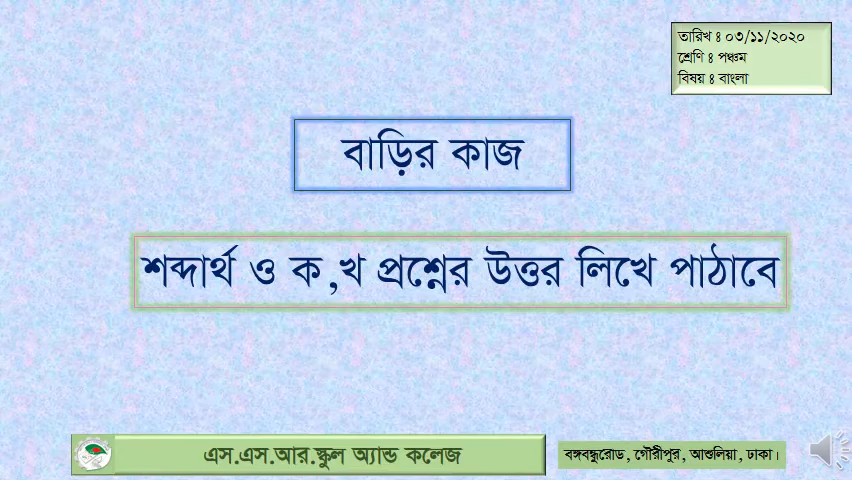 তারিখ ঃ ০৩/১১/২০২০
শ্রেণি ঃ পঞ্চম
বিষয় ঃ বাংলা
বাড়ির কাজ
শব্দার্থ ও ক,খ প্রশ্নের উত্তর লিখে পাঠাবে
এস.এস.আর.স্কুল অ্যান্ড কলেজ
বঙ্গবন্ধুরোড, গৌরীপুর, আশুলিয়া, ঢাকা।